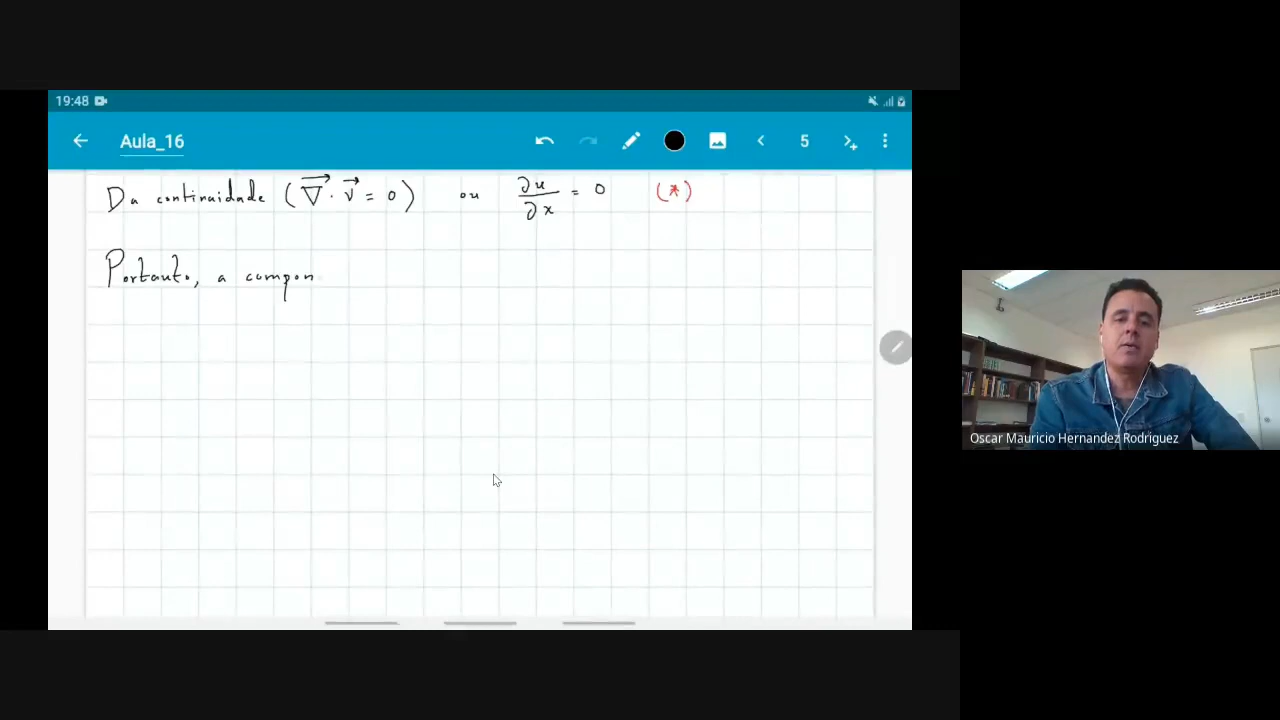 19:48
Aula_16
5
Da continuidade (∇⃗ · v⃗ = 0) ou ∂u/∂x = 0 (*)
Portanto, a compon
Oscar Mauricio Hernandez Rodriguez